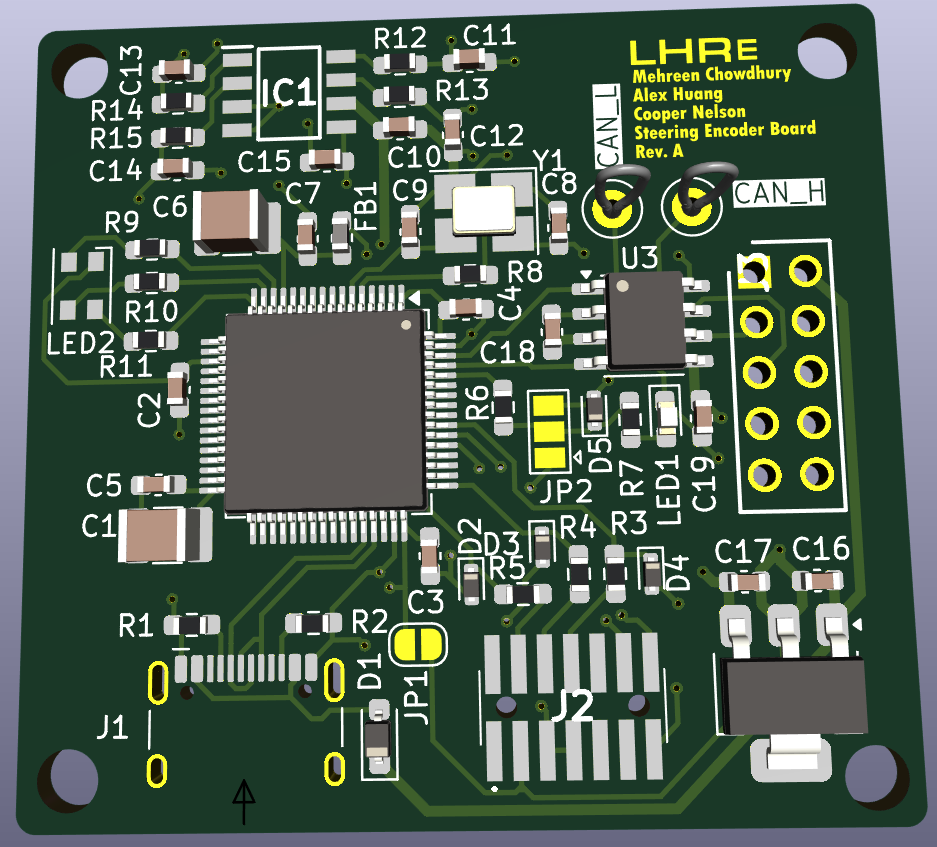 LHRE
Mehreen Chowdhury
Alex Huang
Cooper Nelson
Steering Encoder Board
Rev. A
CAN_L
CAN_H
C13
R14
R15
C14
IC1
R12
C11
R13
C10
C12
C15
Y1
C6
C7
FB1
C9
C8
R9
R10
R11
LED2
C2
R8
C4
C18
U3
R6
JP2
D5
R7
LED1
C19
C5
C1
D2
D3
R4
R3
R5
D4
C17
C16
C3
R1
R2
D1
JP1
J1
J2